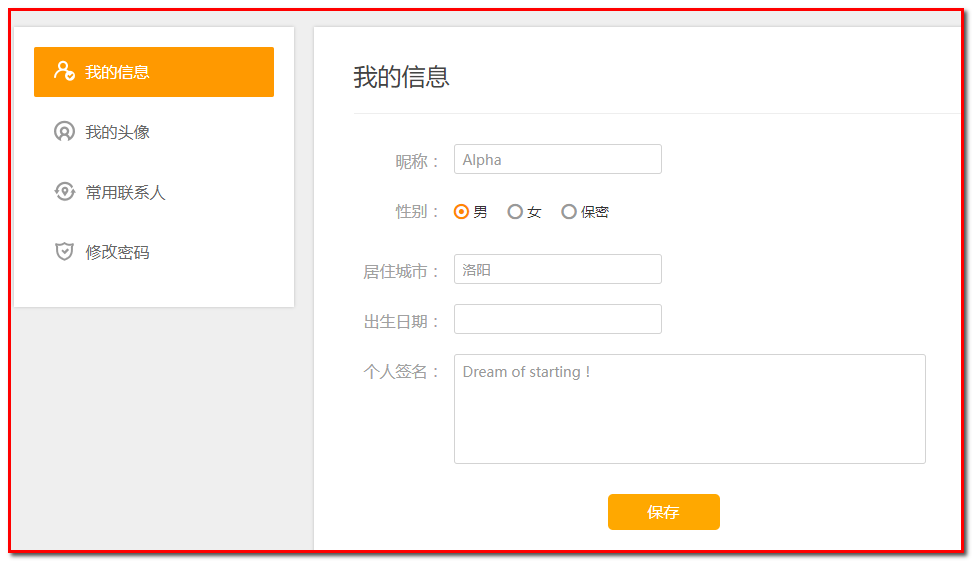 我的信息
我的头像
常用联系人
修改密码
我的信息
昵称： Alpha
性别： 男 女 保密
居住城市： 洛阳
出生日期：
个人签名： Dream of starting !
保存